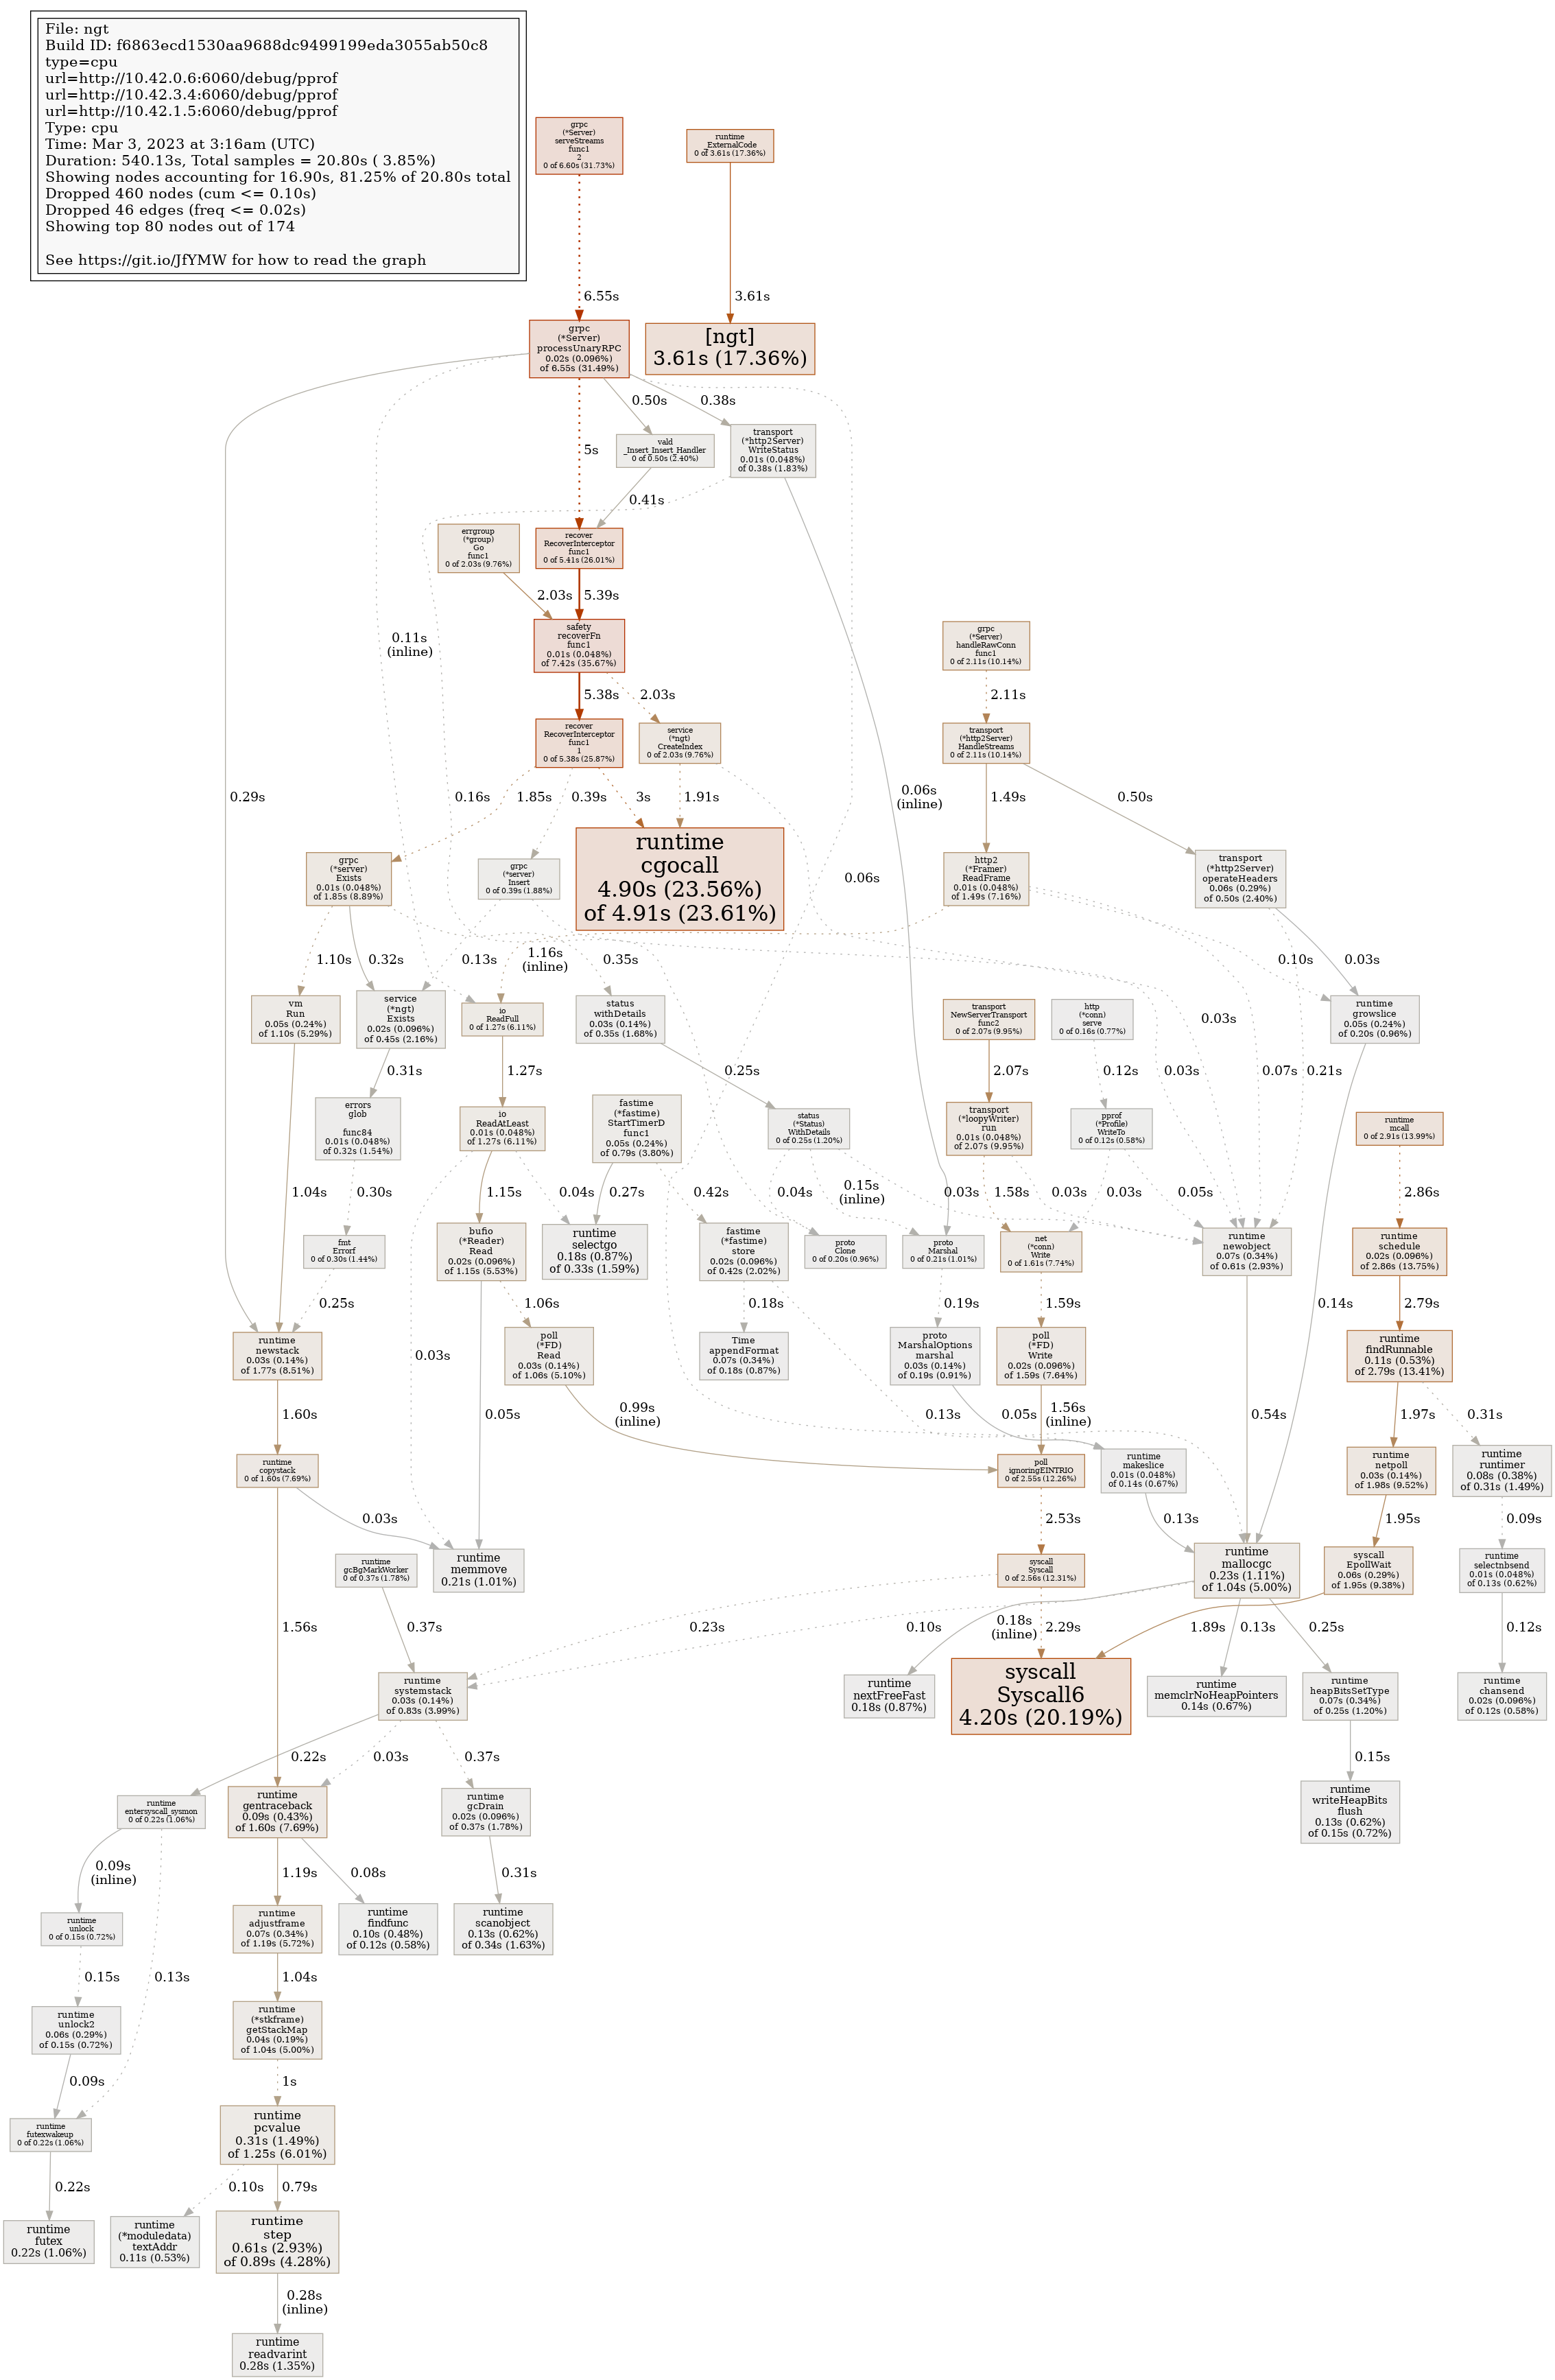 File: ngt
Build ID: f6863ecd1530aa9688dc9499199eda3055ab50c8
type=cpu
url=http://10.42.0.6:6060/debug/pprof
url=http://10.42.3.4:6060/debug/pprof
url=http://10.42.1.5:6060/debug/pprof
Type: cpu
Time: Mar 3, 2023 at 3:16am (UTC)
Duration: 540.13s, Total samples = 20.80s ( 3.85%)
Showing nodes accounting for 16.90s, 81.25% of 20.80s total
Dropped 460 nodes (cum <= 0.10s)
Dropped 46 edges (freq <= 0.02s)
Showing top 80 nodes out of 174
See https://git.io/JfYMW for how to read the graph
grpc
(*Server)
serveStreams
func1
2
0 of 6.60s (31.73%)
runtime
_ExternalCode
0 of 3.61s (17.36%)
6.55s
3.61s
grpc
(*Server)
processUnaryRPC
0.02s (0.096%)
of 6.55s (31.49%)
[ngt]
3.61s (17.36%)
0.50s
0.38s
5s
vald
_Insert_Insert_Handler
0 of 0.50s (2.40%)
transport
(*http2Server)
WriteStatus
0.01s (0.048%)
of 0.38s (1.83%)
0.41s
errgroup
(*group)
Go
func1
0 of 2.03s (9.76%)
recover
RecoverInterceptor
func1
0 of 5.41s (26.01%)
2.03s
5.39s
0.11s
(inline)
safety
recoverFn
func1
0.01s (0.048%)
of 7.42s (35.67%)
grpc
(*Server)
handleRawConn
func1
0 of 2.11s (10.14%)
5.38s
2.03s
2.11s
recover
RecoverInterceptor
func1
1
0 of 5.38s (25.87%)
service
(*ngt)
CreateIndex
0 of 2.03s (9.76%)
transport
(*http2Server)
HandleStreams
0 of 2.11s (10.14%)
0.29s
0.16s
1.85s
0.39s
3s
1.91s
0.06s
(inline)
1.49s
0.50s
grpc
(*server)
Exists
0.01s (0.048%)
of 1.85s (8.89%)
grpc
(*server)
Insert
0 of 0.39s (1.88%)
runtime
cgocall
4.90s (23.56%)
of 4.91s (23.61%)
0.06s
http2
(*Framer)
ReadFrame
0.01s (0.048%)
of 1.49s (7.16%)
transport
(*http2Server)
operateHeaders
0.06s (0.29%)
of 0.50s (2.40%)
1.10s
0.32s
0.13s
1.16s
(inline)
0.35s
0.10s
0.03s
vm
Run
0.05s (0.24%)
of 1.10s (5.29%)
service
(*ngt)
Exists
0.02s (0.096%)
of 0.45s (2.16%)
io
ReadFull
0 of 1.27s (6.11%)
status
withDetails
0.03s (0.14%)
of 0.35s (1.68%)
transport
NewServerTransport
func2
0 of 2.07s (9.95%)
http
(*conn)
serve
0 of 0.16s (0.77%)
0.03s
runtime
growslice
0.05s (0.24%)
of 0.20s (0.96%)
0.31s
1.27s
0.25s
2.07s
0.12s
0.03s
0.07s
0.21s
errors
glob

func84
0.01s (0.048%)
of 0.32s (1.54%)
io
ReadAtLeast
0.01s (0.048%)
of 1.27s (6.11%)
fastime
(*fastime)
StartTimerD
func1
0.05s (0.24%)
of 0.79s (3.80%)
status
(*Status)
WithDetails
0 of 0.25s (1.20%)
transport
(*loopyWriter)
run
0.01s (0.048%)
of 2.07s (9.95%)
pprof
(*Profile)
WriteTo
0 of 0.12s (0.58%)
runtime
mcall
0 of 2.91s (13.99%)
1.04s
0.30s
1.15s
0.04s
0.27s
0.42s
0.04s
0.15s
(inline)
0.03s
1.58s
0.03s
0.03s
0.05s
2.86s
fmt
Errorf
0 of 0.30s (1.44%)
bufio
(*Reader)
Read
0.02s (0.096%)
of 1.15s (5.53%)
runtime
selectgo
0.18s (0.87%)
of 0.33s (1.59%)
fastime
(*fastime)
store
0.02s (0.096%)
of 0.42s (2.02%)
proto
Clone
0 of 0.20s (0.96%)
proto
Marshal
0 of 0.21s (1.01%)
net
(*conn)
Write
0 of 1.61s (7.74%)
runtime
newobject
0.07s (0.34%)
of 0.61s (2.93%)
runtime
schedule
0.02s (0.096%)
of 2.86s (13.75%)
0.25s
1.06s
0.18s
0.19s
1.59s
0.14s
2.79s
runtime
newstack
0.03s (0.14%)
of 1.77s (8.51%)
0.03s
poll
(*FD)
Read
0.03s (0.14%)
of 1.06s (5.10%)
Time
appendFormat
0.07s (0.34%)
of 0.18s (0.87%)
proto
MarshalOptions
marshal
0.03s (0.14%)
of 0.19s (0.91%)
poll
(*FD)
Write
0.02s (0.096%)
of 1.59s (7.64%)
runtime
findRunnable
0.11s (0.53%)
of 2.79s (13.41%)
1.60s
0.05s
0.99s
(inline)
0.13s
0.05s
1.56s
(inline)
0.54s
1.97s
0.31s
runtime
copystack
0 of 1.60s (7.69%)
poll
ignoringEINTRIO
0 of 2.55s (12.26%)
runtime
makeslice
0.01s (0.048%)
of 0.14s (0.67%)
runtime
netpoll
0.03s (0.14%)
of 1.98s (9.52%)
runtime
runtimer
0.08s (0.38%)
of 0.31s (1.49%)
0.03s
2.53s
0.13s
1.95s
0.09s
runtime
gcBgMarkWorker
0 of 0.37s (1.78%)
runtime
memmove
0.21s (1.01%)
syscall
Syscall
0 of 2.56s (12.31%)
runtime
mallocgc
0.23s (1.11%)
of 1.04s (5.00%)
syscall
EpollWait
0.06s (0.29%)
of 1.95s (9.38%)
runtime
selectnbsend
0.01s (0.048%)
of 0.13s (0.62%)
1.56s
0.37s
0.23s
0.10s
0.18s
(inline)
2.29s
1.89s
0.13s
0.25s
0.12s
runtime
systemstack
0.03s (0.14%)
of 0.83s (3.99%)
runtime
nextFreeFast
0.18s (0.87%)
syscall
Syscall6
4.20s (20.19%)
runtime
memclrNoHeapPointers
0.14s (0.67%)
runtime
heapBitsSetType
0.07s (0.34%)
of 0.25s (1.20%)
runtime
chansend
0.02s (0.096%)
of 0.12s (0.58%)
0.22s
0.03s
0.37s
0.15s
runtime
entersyscall_sysmon
0 of 0.22s (1.06%)
runtime
gentraceback
0.09s (0.43%)
of 1.60s (7.69%)
runtime
gcDrain
0.02s (0.096%)
of 0.37s (1.78%)
runtime
writeHeapBits
flush
0.13s (0.62%)
of 0.15s (0.72%)
0.09s
(inline)
1.19s
0.08s
0.31s
runtime
unlock
0 of 0.15s (0.72%)
runtime
adjustframe
0.07s (0.34%)
of 1.19s (5.72%)
runtime
findfunc
0.10s (0.48%)
of 0.12s (0.58%)
runtime
scanobject
0.13s (0.62%)
of 0.34s (1.63%)
0.15s
0.13s
1.04s
runtime
unlock2
0.06s (0.29%)
of 0.15s (0.72%)
runtime
(*stkframe)
getStackMap
0.04s (0.19%)
of 1.04s (5.00%)
0.09s
1s
runtime
futexwakeup
0 of 0.22s (1.06%)
runtime
pcvalue
0.31s (1.49%)
of 1.25s (6.01%)
0.22s
0.10s
0.79s
runtime
futex
0.22s (1.06%)
runtime
(*moduledata)
textAddr
0.11s (0.53%)
runtime
step
0.61s (2.93%)
of 0.89s (4.28%)
0.28s
(inline)
runtime
readvarint
0.28s (1.35%)